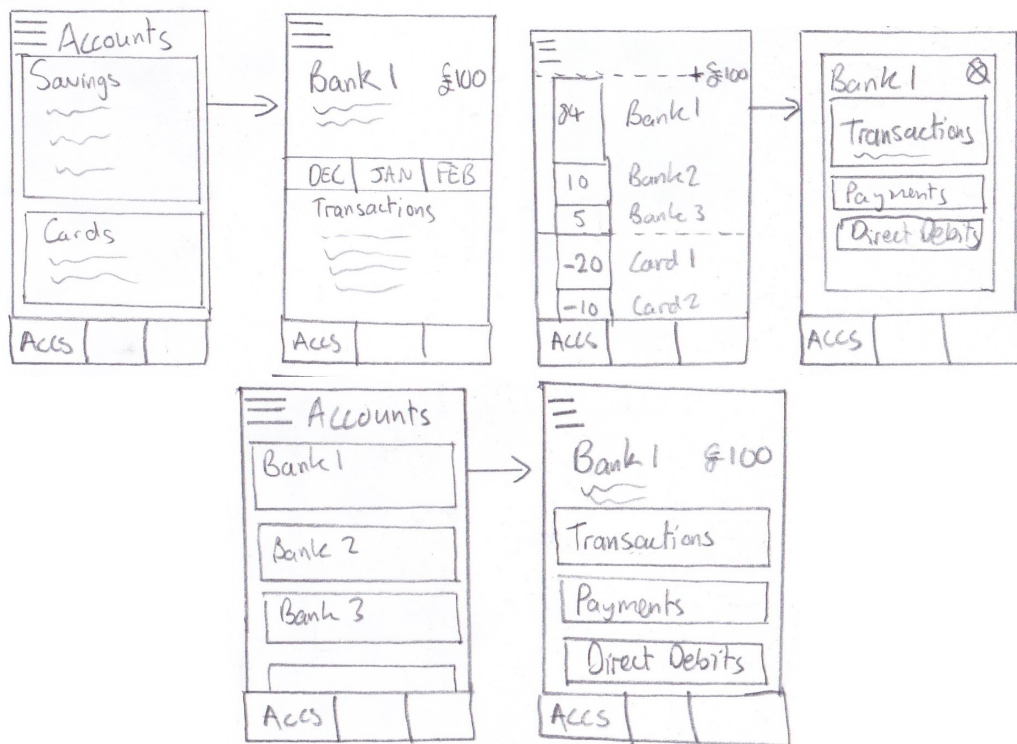 Accounts
Savings
Cards
ACCS
Bank 1 £100
DEC JAN FEB
Transactions
ACCS
+£100
84 Bank 1
10 Bank 2
5 Bank 3
-20 Card 1
-10 Card 2
ACCS
Bank 1
Transactions
Payments
Direct Debits
ACCS
Accounts
Bank 1
Bank 2
Bank 3
ACCS
Bank 1 £100
Transactions
Payments
Direct Debits
ACCS